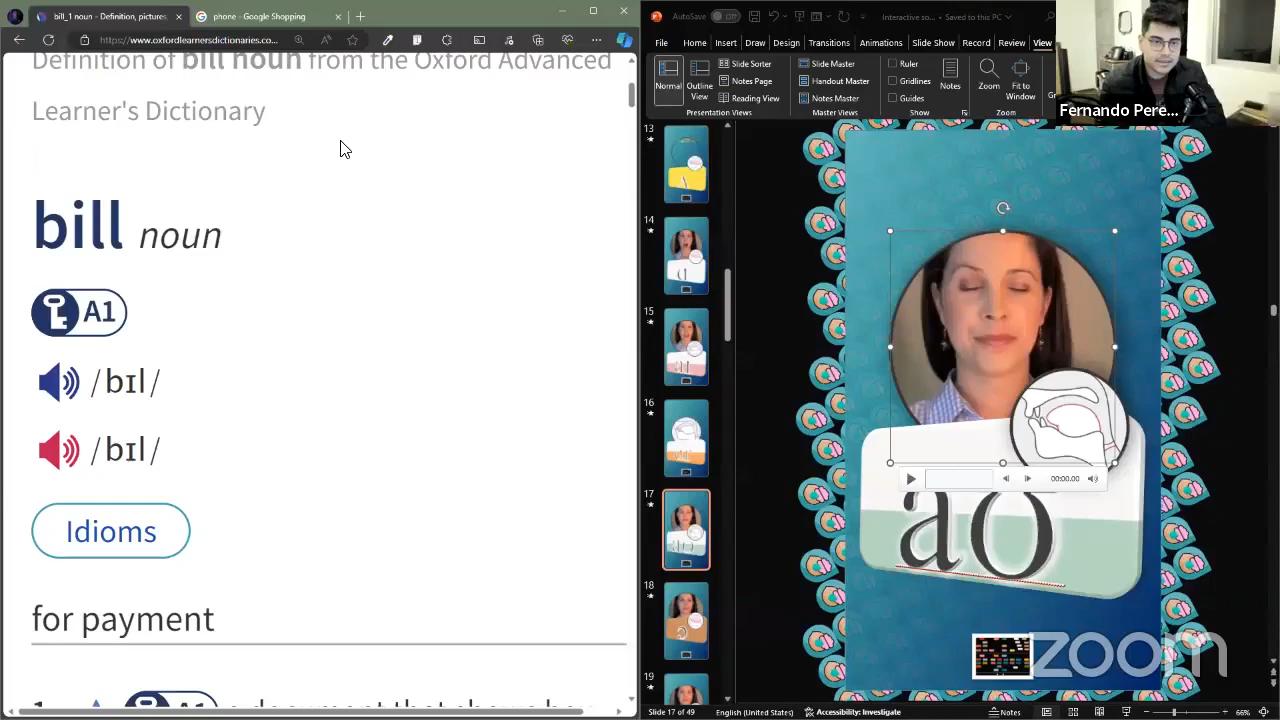 bill_1 noun - Definition, pictures,
phone - Google Shopping
https://www.oxfordlearnersdictionaries.co...
Definition of bill noun from the Oxford Advanced
Learner's Dictionary
bill noun
A1
/bɪl/
/bɪl/
Idioms
for payment
AutoSave
Off
Interactive so... • Saved to this PC
File
Home
Insert
Draw
Design
Transitions
Animations
Slide Show
Record
Review
View
Normal
Outline
View
Slide Sorter
Notes Page
Reading View
Presentation Views
Slide Master
Handout Master
Notes Master
Master Views
Ruler
Gridlines
Guides
Show
Notes
Zoom
Fit to
Window
Zoom
Fernando Pere...
13
14
15
16
17
18
19
00:00.00
ao
zoom
Slide 17 of 49
English (United States)
Accessibility: Investigate
Notes
66%